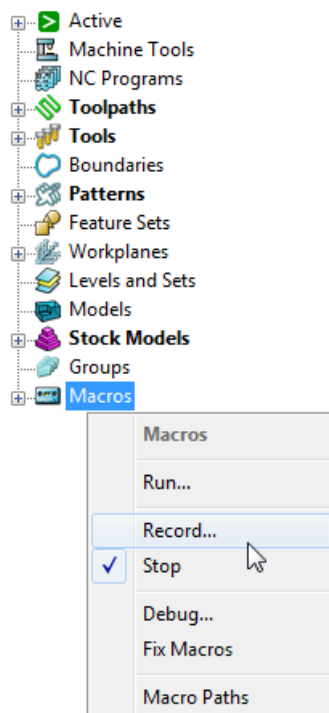 Active
Machine Tools
NC Programs
Toolpaths
Tools
Boundaries
Patterns
Feature Sets
Workplanes
Levels and Sets
Models
Stock Models
Groups
Macros
Macros
Run...
Record...
Stop
Debug...
Fix Macros
Macro Paths